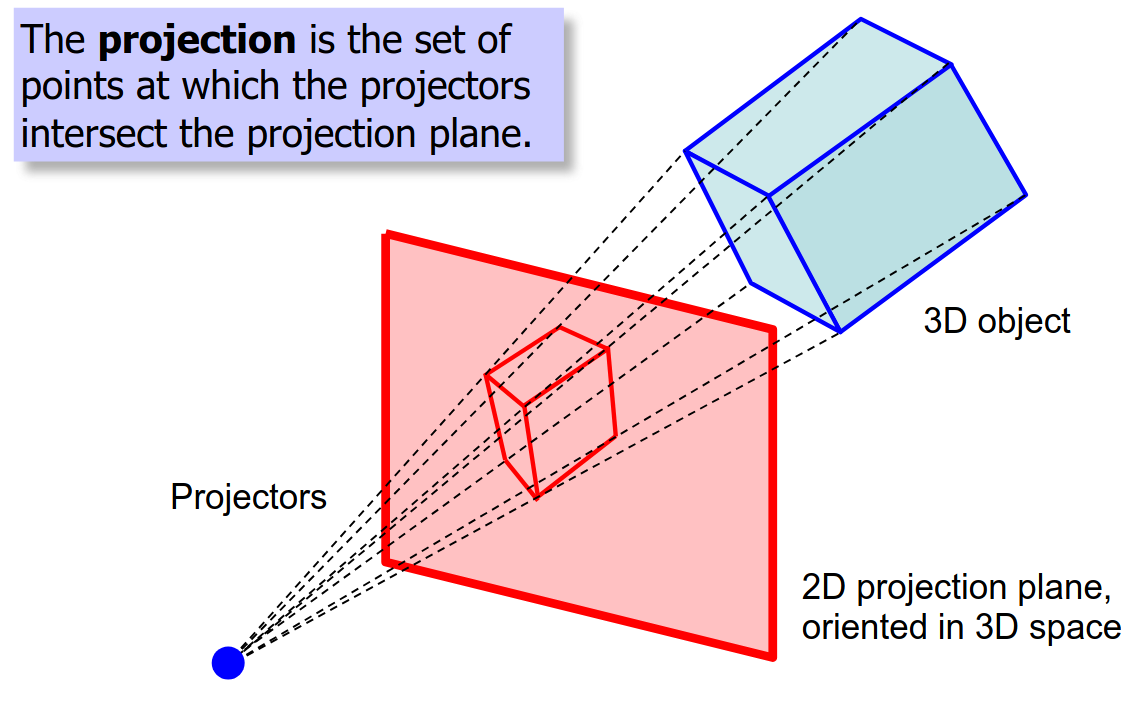 The projection is the set of
points at which the projectors
intersect the projection plane.
3D object
Projectors
2D projection plane,
oriented in 3D space